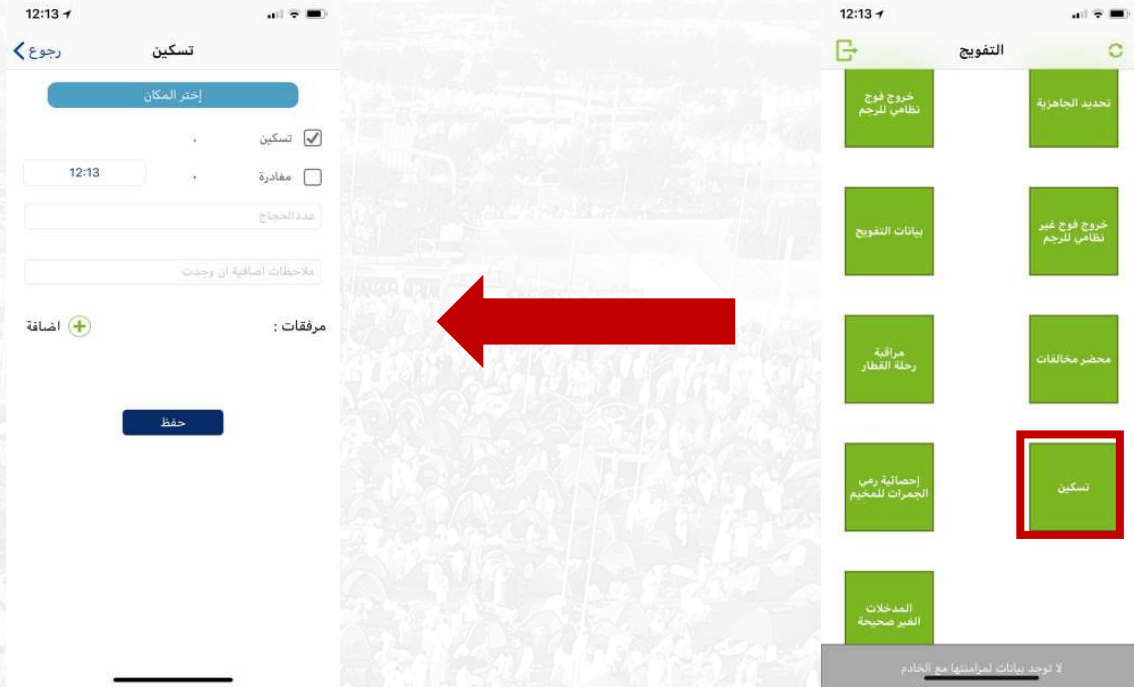 12:13
التفويج
تحديد الجاهزية
خروج فوج
نظامي للرجم
خروج فوج غير
نظامي للرجم
بيانات التفويج
محضر مخالفات
مراقبة
رحلة القطار
تسكين
إحصائية رمي
الجمرات للمخيم
المدخلات
الغير صحيحة
لا توجد بيانات لمزامنتها مع الخادم
12:13
رجوع
تسكين
إختر المكان
تسكين
.
مغادرة
.
12:13
عددالحجاج
ملاحظات اضافية ان وجدت
مرفقات :
اضافة
حفظ